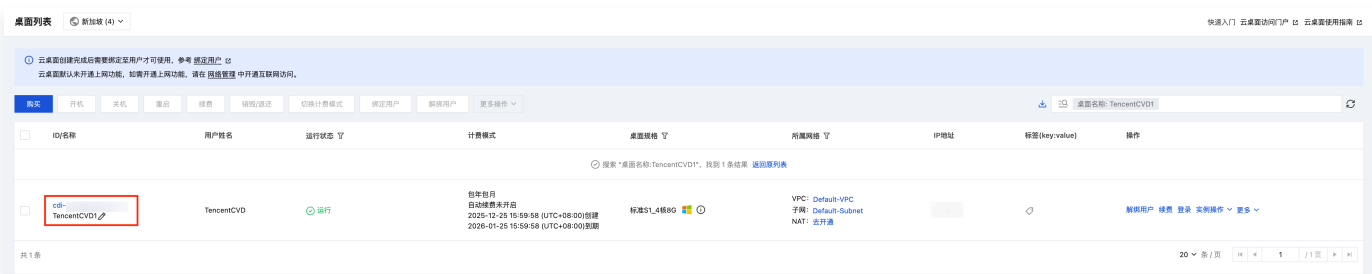 桌面列表 新加坡 (4) 快速入门 云桌面访问门户 云桌面使用指南
云桌面创建完成后需要绑定至用户才可使用，参考 绑定用户
云桌面默认未开通上网功能，如需开通上网功能，请在 网络管理 中开通互联网访问。
购买 开机 关机 重启 续费 销毁/退还 切换计费模式 绑定用户 解绑用户 更多操作 桌面名称: TencentCVD1
ID/名称 用户姓名 运行状态 计费模式 桌面规格 所属网络 IP地址 标签(key:value) 操作
搜索 "桌面名称:TencentCVD1"，找到 1 条结果 返回原列表
cdi-
TencentCVD1
TencentCVD
运行
包年包月
自动续费未开启
2025-12-25 15:59:58 (UTC+08:00)创建
2026-01-25 15:59:58 (UTC+08:00)到期
标准S1_4核8G
VPC: Default-VPC
子网: Default-Subnet
NAT: 去开通
解绑用户 续费 登录 实例操作 更多
共 1 条 20 条 / 页 1 / 1 页